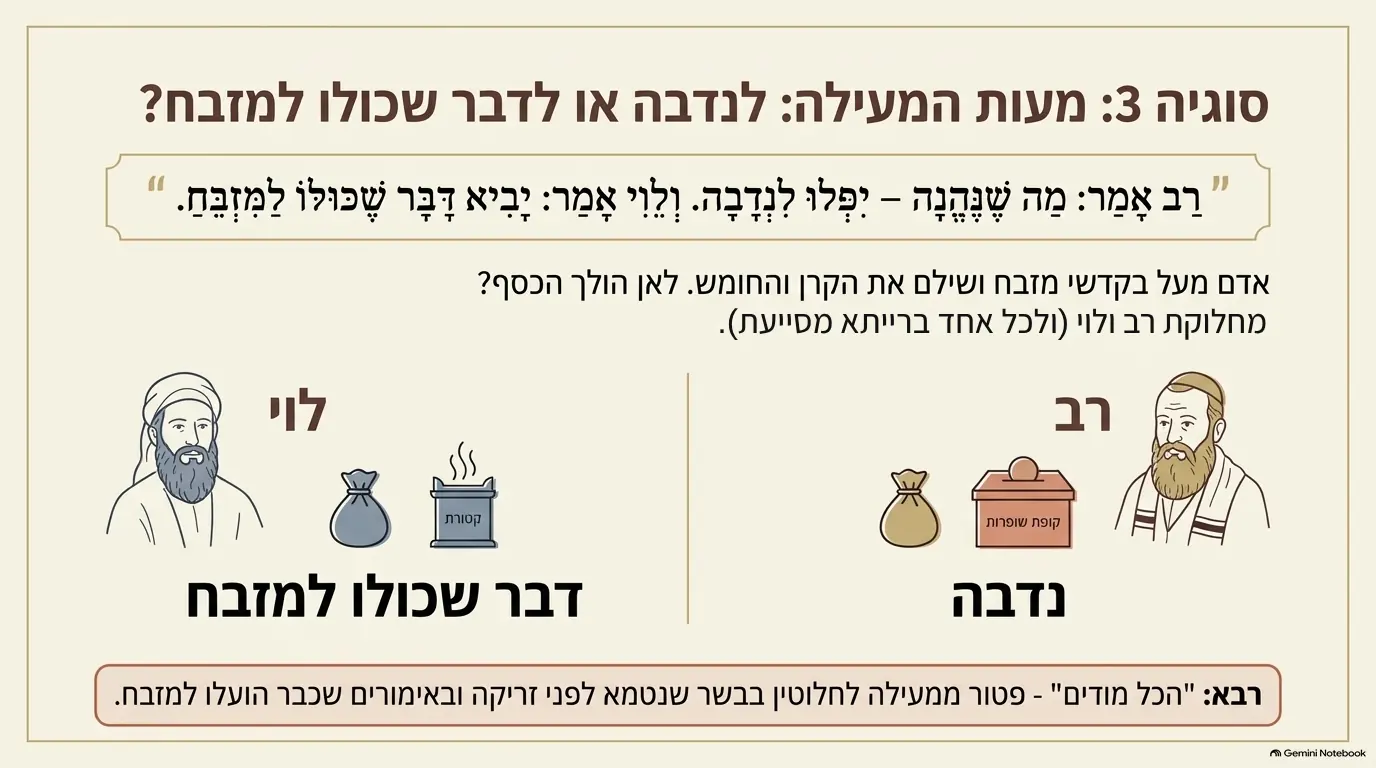 סוגיה 3: מעות המעילה: לנדבה או לדבר שכולו למזבח?
” רַב אָמַר: מַה שֶּׁנֶּהֱנָה – יִפְּלוּ לִנְדָבָה. וְלֵוִי אָמַר: יָבִיא דָּבָר שֶׁכּוּלּוֹ לַמִּזְבֵּחַ. “
אדם מעל בקדשי מזבח ושילם את הקרן והחומש. לאן הולך הכסף?
מחלוקת רב ולוי (ולכל אחד ברייתא מסייעת).
רב
קופת שופרות
נדבה
לוי
קטורת
דבר שכולו למזבח
רבא: "הכל מודים" - פטור ממעילה לחלוטין בבשר שנטמא לפני זריקה ובאימורים שכבר הועלו למזבח.
Gemini Notebook